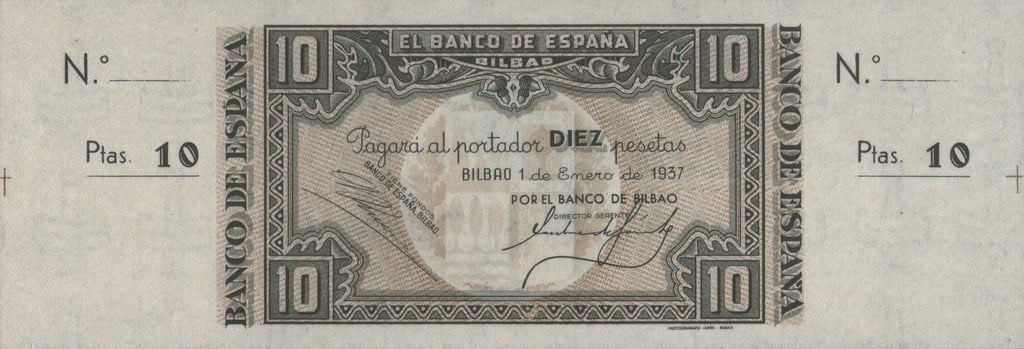 N.º
Ptas. 10
BANCO DE ESPAÑA
10
EL BANCO DE ESPAÑA
BILBAO
10
Pagará al portador DIEZ pesetas
BILBAO 1 de Enero de 1937
POR EL BANCO DE BILBAO
DIRECTOR GERENTE
BANCO DE ESPAÑA, BILBAO
10
10
BANCO DE ESPAÑA
N.º
Ptas. 10